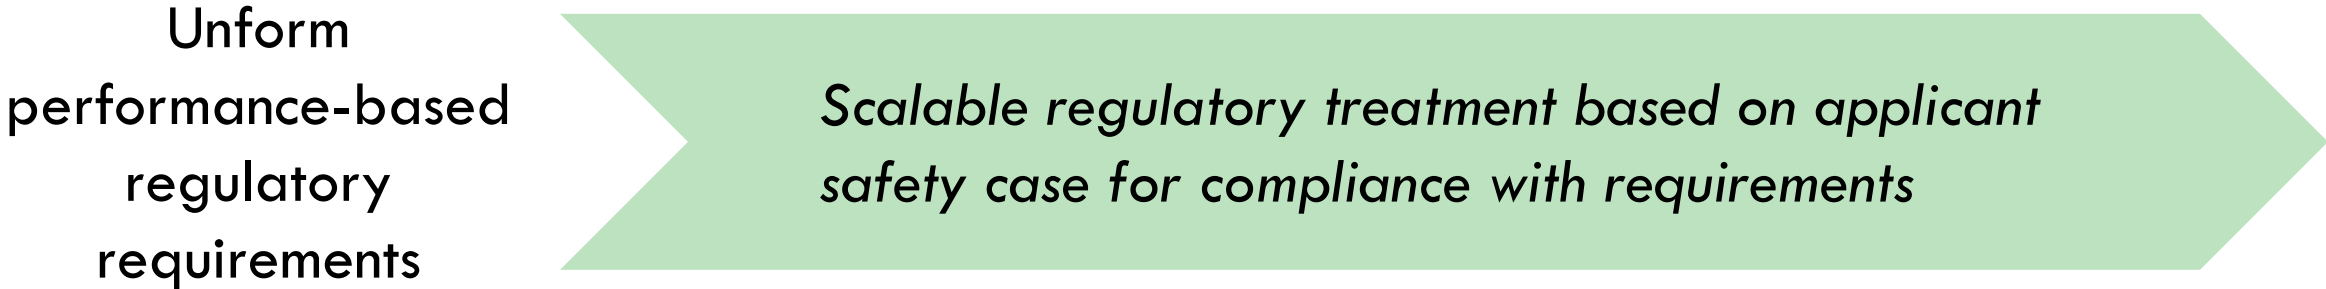 Unform
performance-based
regulatory
requirements
Scalable regulatory treatment based on applicant
safety case for compliance with requirements